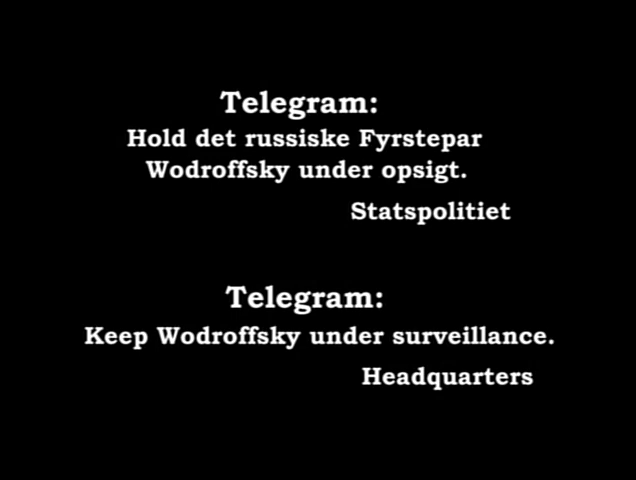 Telegram:
Hold det russiske Fyrstepar
Wodroffsky under opsigt.
Statspolitiet
Telegram:
Keep Wodroffsky under surveillance.
Headquarters